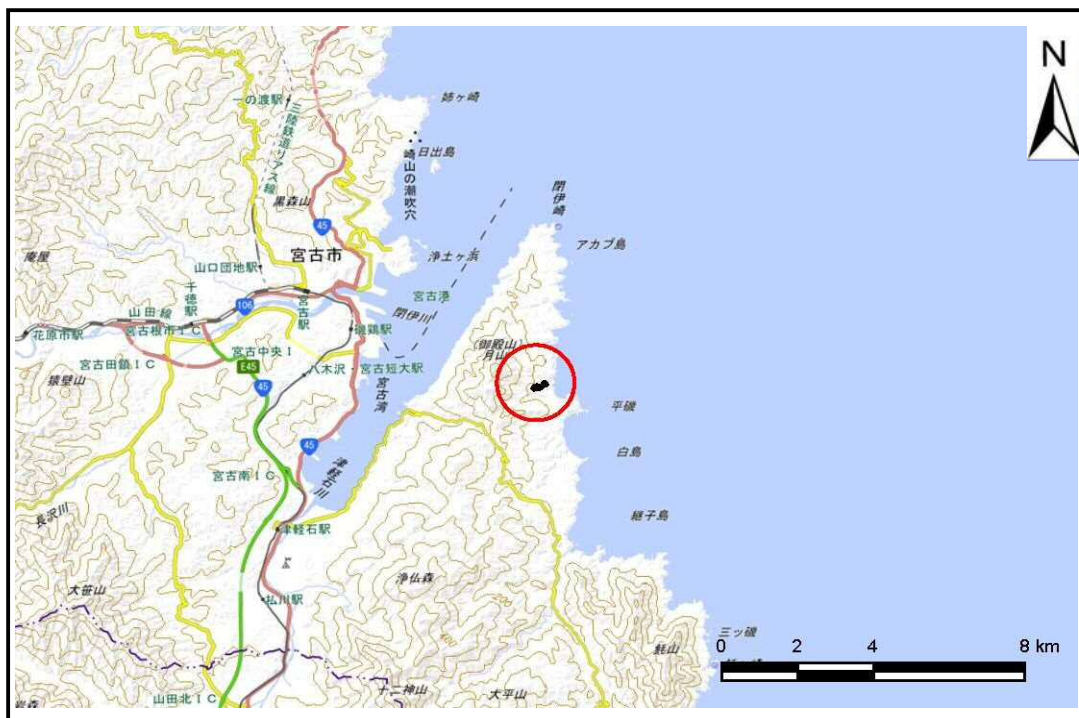 N
姉ヶ崎
一の渡駅
三陸鉄道リアス線
日出島
崎山の潮吹穴
黒森山
閉伊崎
45
アカブ島
宮古市
浄土ヶ浜
庵屋
山口団地駅
千徳駅
宮古港
106
宮古駅
山田線
閉伊川
磯鶏駅
花原市駅
宮古根市IC
(御殿山)
月山
宮古中央I
宮古田鎖IC
E45
八木沢・宮古短大駅
猿壁山
45
宮古湾
平磯
45
白島
宮古南IC
津軽石川
長沢川
継子島
津軽石駅
浄仏森
大笹山
払川駅
400
三ッ磯
0 2 4 8 km
山田北IC
十二神山
大平山